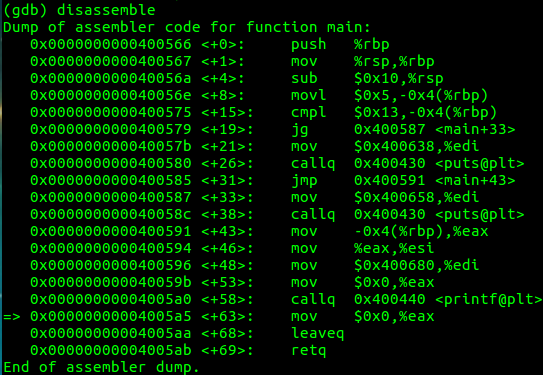 (gdb) disassemble
Dump of assembler code for function main:
   0x0000000000400566 <+0>:	push   %rbp
   0x0000000000400567 <+1>:	mov    %rsp,%rbp
   0x000000000040056a <+4>:	sub    $0x10,%rsp
   0x000000000040056e <+8>:	movl   $0x5,-0x4(%rbp)
   0x0000000000400575 <+15>:	cmpl   $0x13,-0x4(%rbp)
   0x0000000000400579 <+19>:	jg     0x400587 <main+33>
   0x000000000040057b <+21>:	mov    $0x400638,%edi
   0x0000000000400580 <+26>:	callq  0x400430 <puts@plt>
   0x0000000000400585 <+31>:	jmp    0x400591 <main+43>
   0x0000000000400587 <+33>:	mov    $0x400658,%edi
   0x000000000040058c <+38>:	callq  0x400430 <puts@plt>
   0x0000000000400591 <+43>:	mov    -0x4(%rbp),%eax
   0x0000000000400594 <+46>:	mov    %eax,%esi
   0x0000000000400596 <+48>:	mov    $0x400680,%edi
   0x000000000040059b <+53>:	mov    $0x0,%eax
   0x00000000004005a0 <+58>:	callq  0x400440 <printf@plt>
=> 0x00000000004005a5 <+63>:	mov    $0x0,%eax
   0x00000000004005aa <+68>:	leaveq
   0x00000000004005ab <+69>:	retq
End of assembler dump.